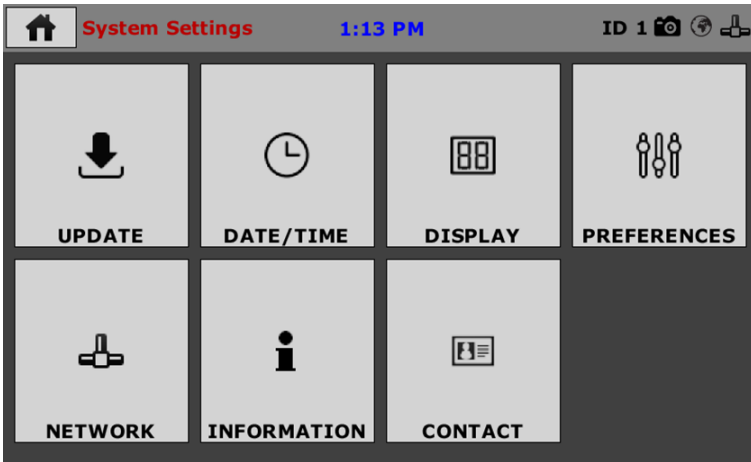 System Settings 1:13 PM ID 1
UPDATE DATE/TIME DISPLAY PREFERENCES
NETWORK INFORMATION CONTACT